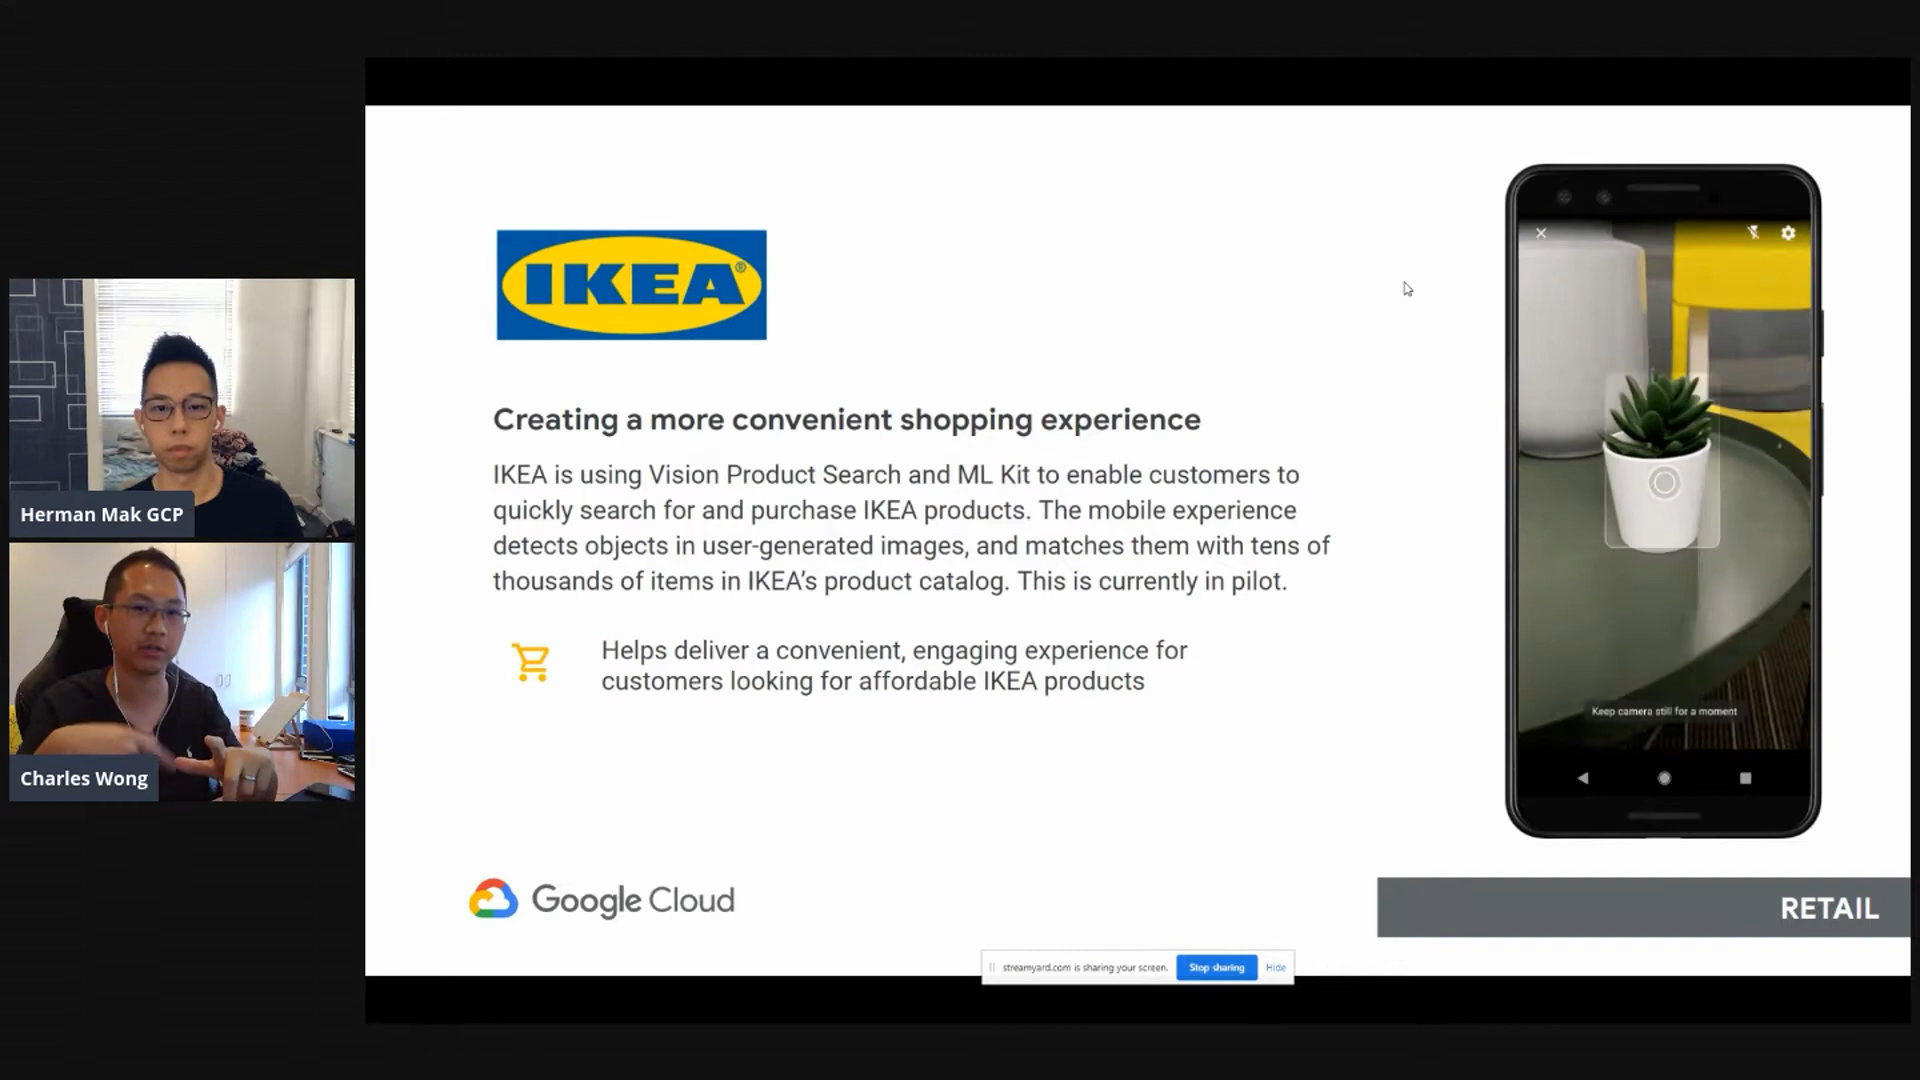 Herman Mak GCP
Charles Wong
IKEA®
Creating a more convenient shopping experience
IKEA is using Vision Product Search and ML Kit to enable customers to
quickly search for and purchase IKEA products. The mobile experience
detects objects in user-generated images, and matches them with tens of
thousands of items in IKEA’s product catalog. This is currently in pilot.
Helps deliver a convenient, engaging experience for
customers looking for affordable IKEA products
Keep camera still for a moment
Google Cloud
RETAIL
streamyard.com is sharing your screen.
Stop sharing
Hide